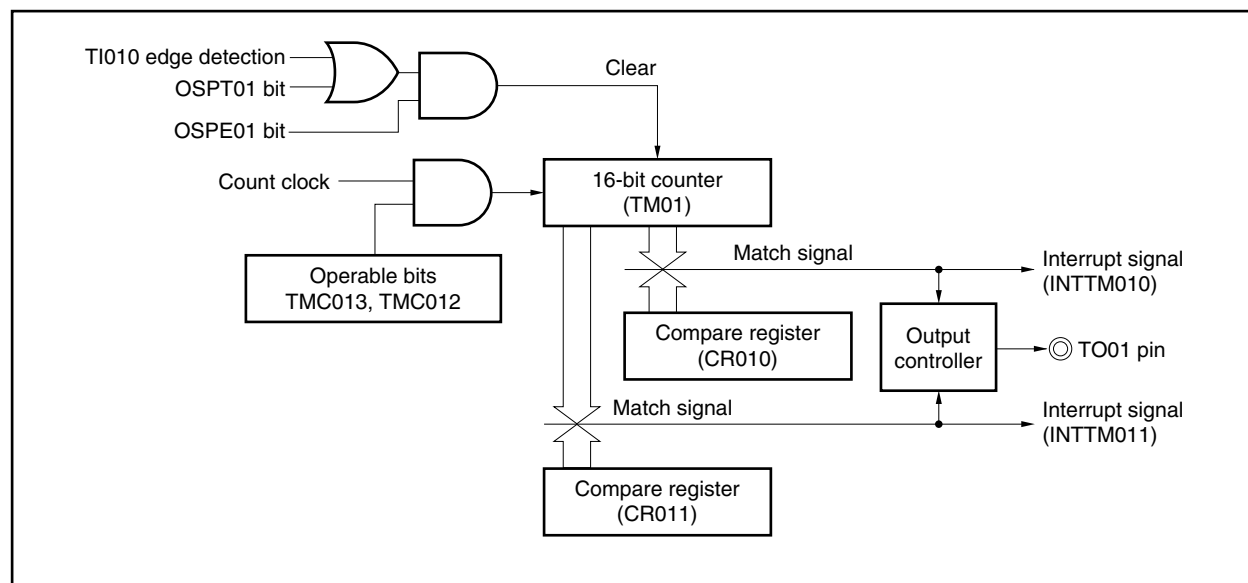 TI010 edge detection
OSPT01 bit
OSPE01 bit
Clear
Count clock
16-bit counter
(TM01)
Operable bits
TMC013, TMC012
Match signal
Interrupt signal
(INTTM010)
Compare register
(CR010)
Output
controller
TO01 pin
Match signal
Interrupt signal
(INTTM011)
Compare register
(CR011)